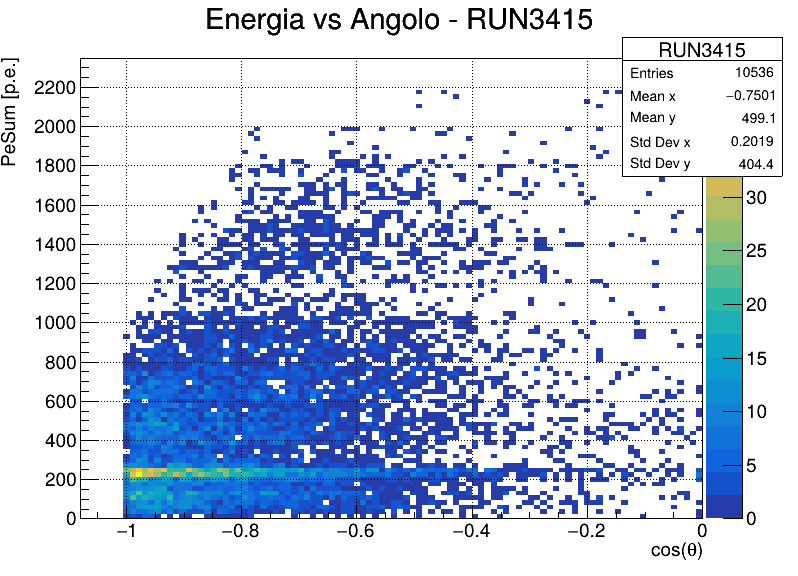 Energia vs Angolo - RUN3415
RUN3415
Entries 10536
Mean x −0.7501
Mean y 499.1
Std Dev x 0.2019
Std Dev y 404.4
PeSum [p.e.]
2200
2000
1800
1600
1400
1200
1000
800
600
400
200
0
30
25
20
15
10
5
0
−1 −0.8 −0.6 −0.4 −0.2 0
cos(θ)